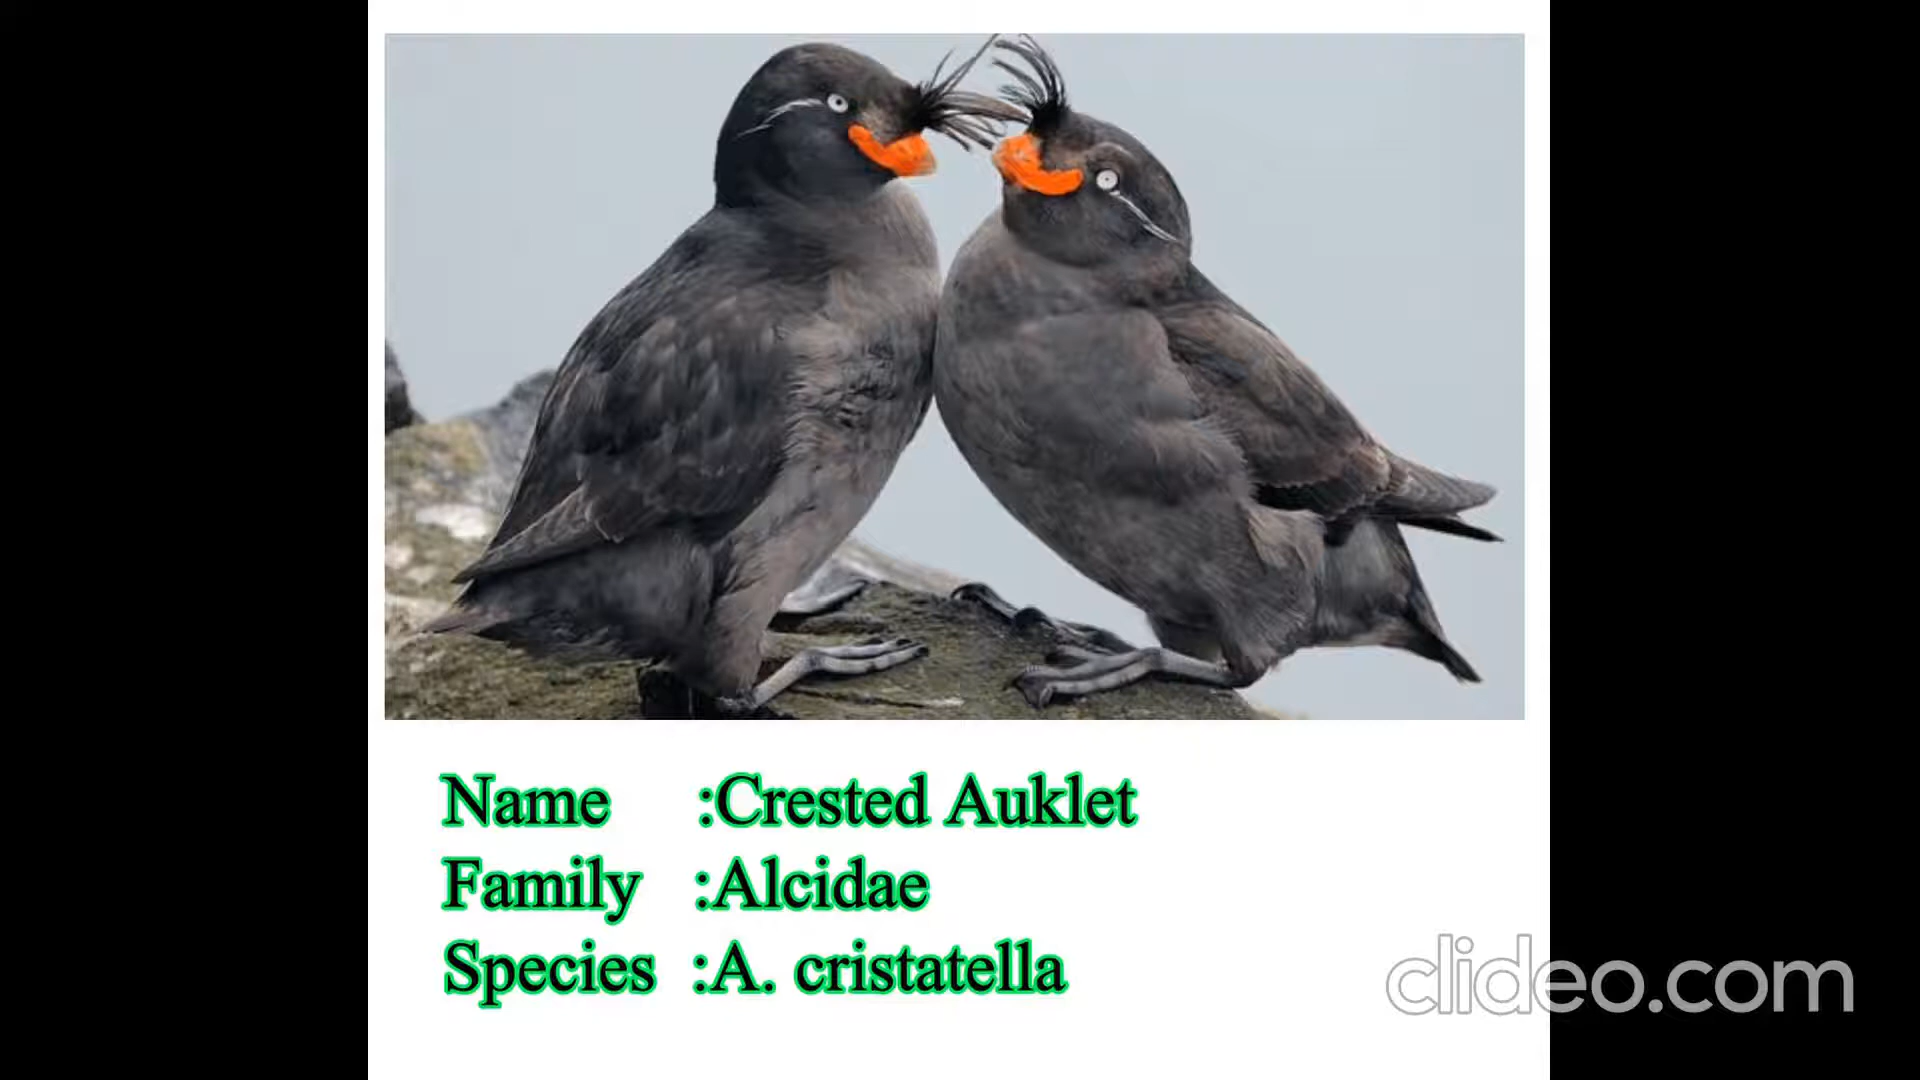 Name :Crested Auklet
Family :Alcidae
Species :A. cristatella
clideo.com